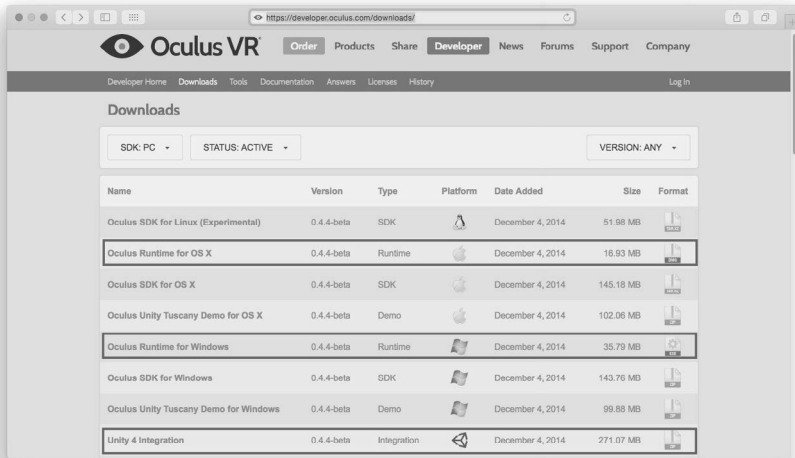 https://developer.oculus.com/downloads/
Oculus VR Order Products Share Developer News Forums Support Company
Developer Home Downloads Tools Documentation Answers Licenses History Log In
Downloads
SDK: PC STATUS: ACTIVE VERSION: ANY
Name Version Type Platform Date Added Size Format
Oculus SDK for Linux (Experimental) 0.4.4-beta SDK December 4, 2014 51.98 MB
Oculus Runtime for OS X 0.4.4-beta Runtime December 4, 2014 16.93 MB DMG
Oculus SDK for OS X 0.4.4-beta SDK December 4, 2014 145.18 MB
Oculus Unity Tuscany Demo for OS X 0.4.4-beta Demo December 4, 2014 102.06 MB ZIP
Oculus Runtime for Windows 0.4.4-beta Runtime December 4, 2014 35.79 MB EXE
Oculus SDK for Windows 0.4.4-beta SDK December 4, 2014 143.76 MB ZIP
Oculus Unity Tuscany Demo for Windows 0.4.4-beta Demo December 4, 2014 99.88 MB ZIP
Unity 4 Integration 0.4.4-beta Integration December 4, 2014 271.07 MB ZIP